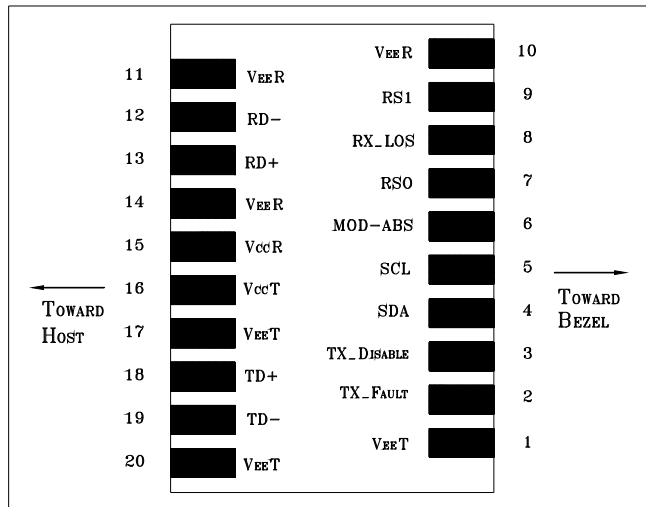 VeeR 10
11 VeeR
RS1 9
12 RD-
RX_LOS 8
13 RD+
RS0 7
14 VeeR
MOD-ABS 6
15 VccR
SCL 5
16 VccT
Toward Host
Toward Bezel
SDA 4
17 VeeT
TX_Disable 3
18 TD+
TX_Fault 2
19 TD-
VeeT 1
20 VeeT